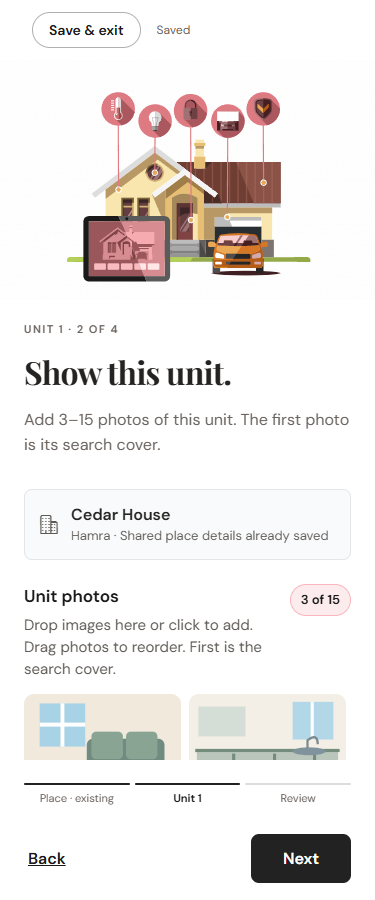 Save & exit
Saved
UNIT 1 · 2 OF 4
Show this unit.
Add 3–15 photos of this unit. The first photo
is its search cover.
Cedar House
Hamra · Shared place details already saved
Unit photos
3 of 15
Drop images here or click to add.
Drag photos to reorder. First is the
search cover.
Place · existing
Unit 1
Review
Back
Next